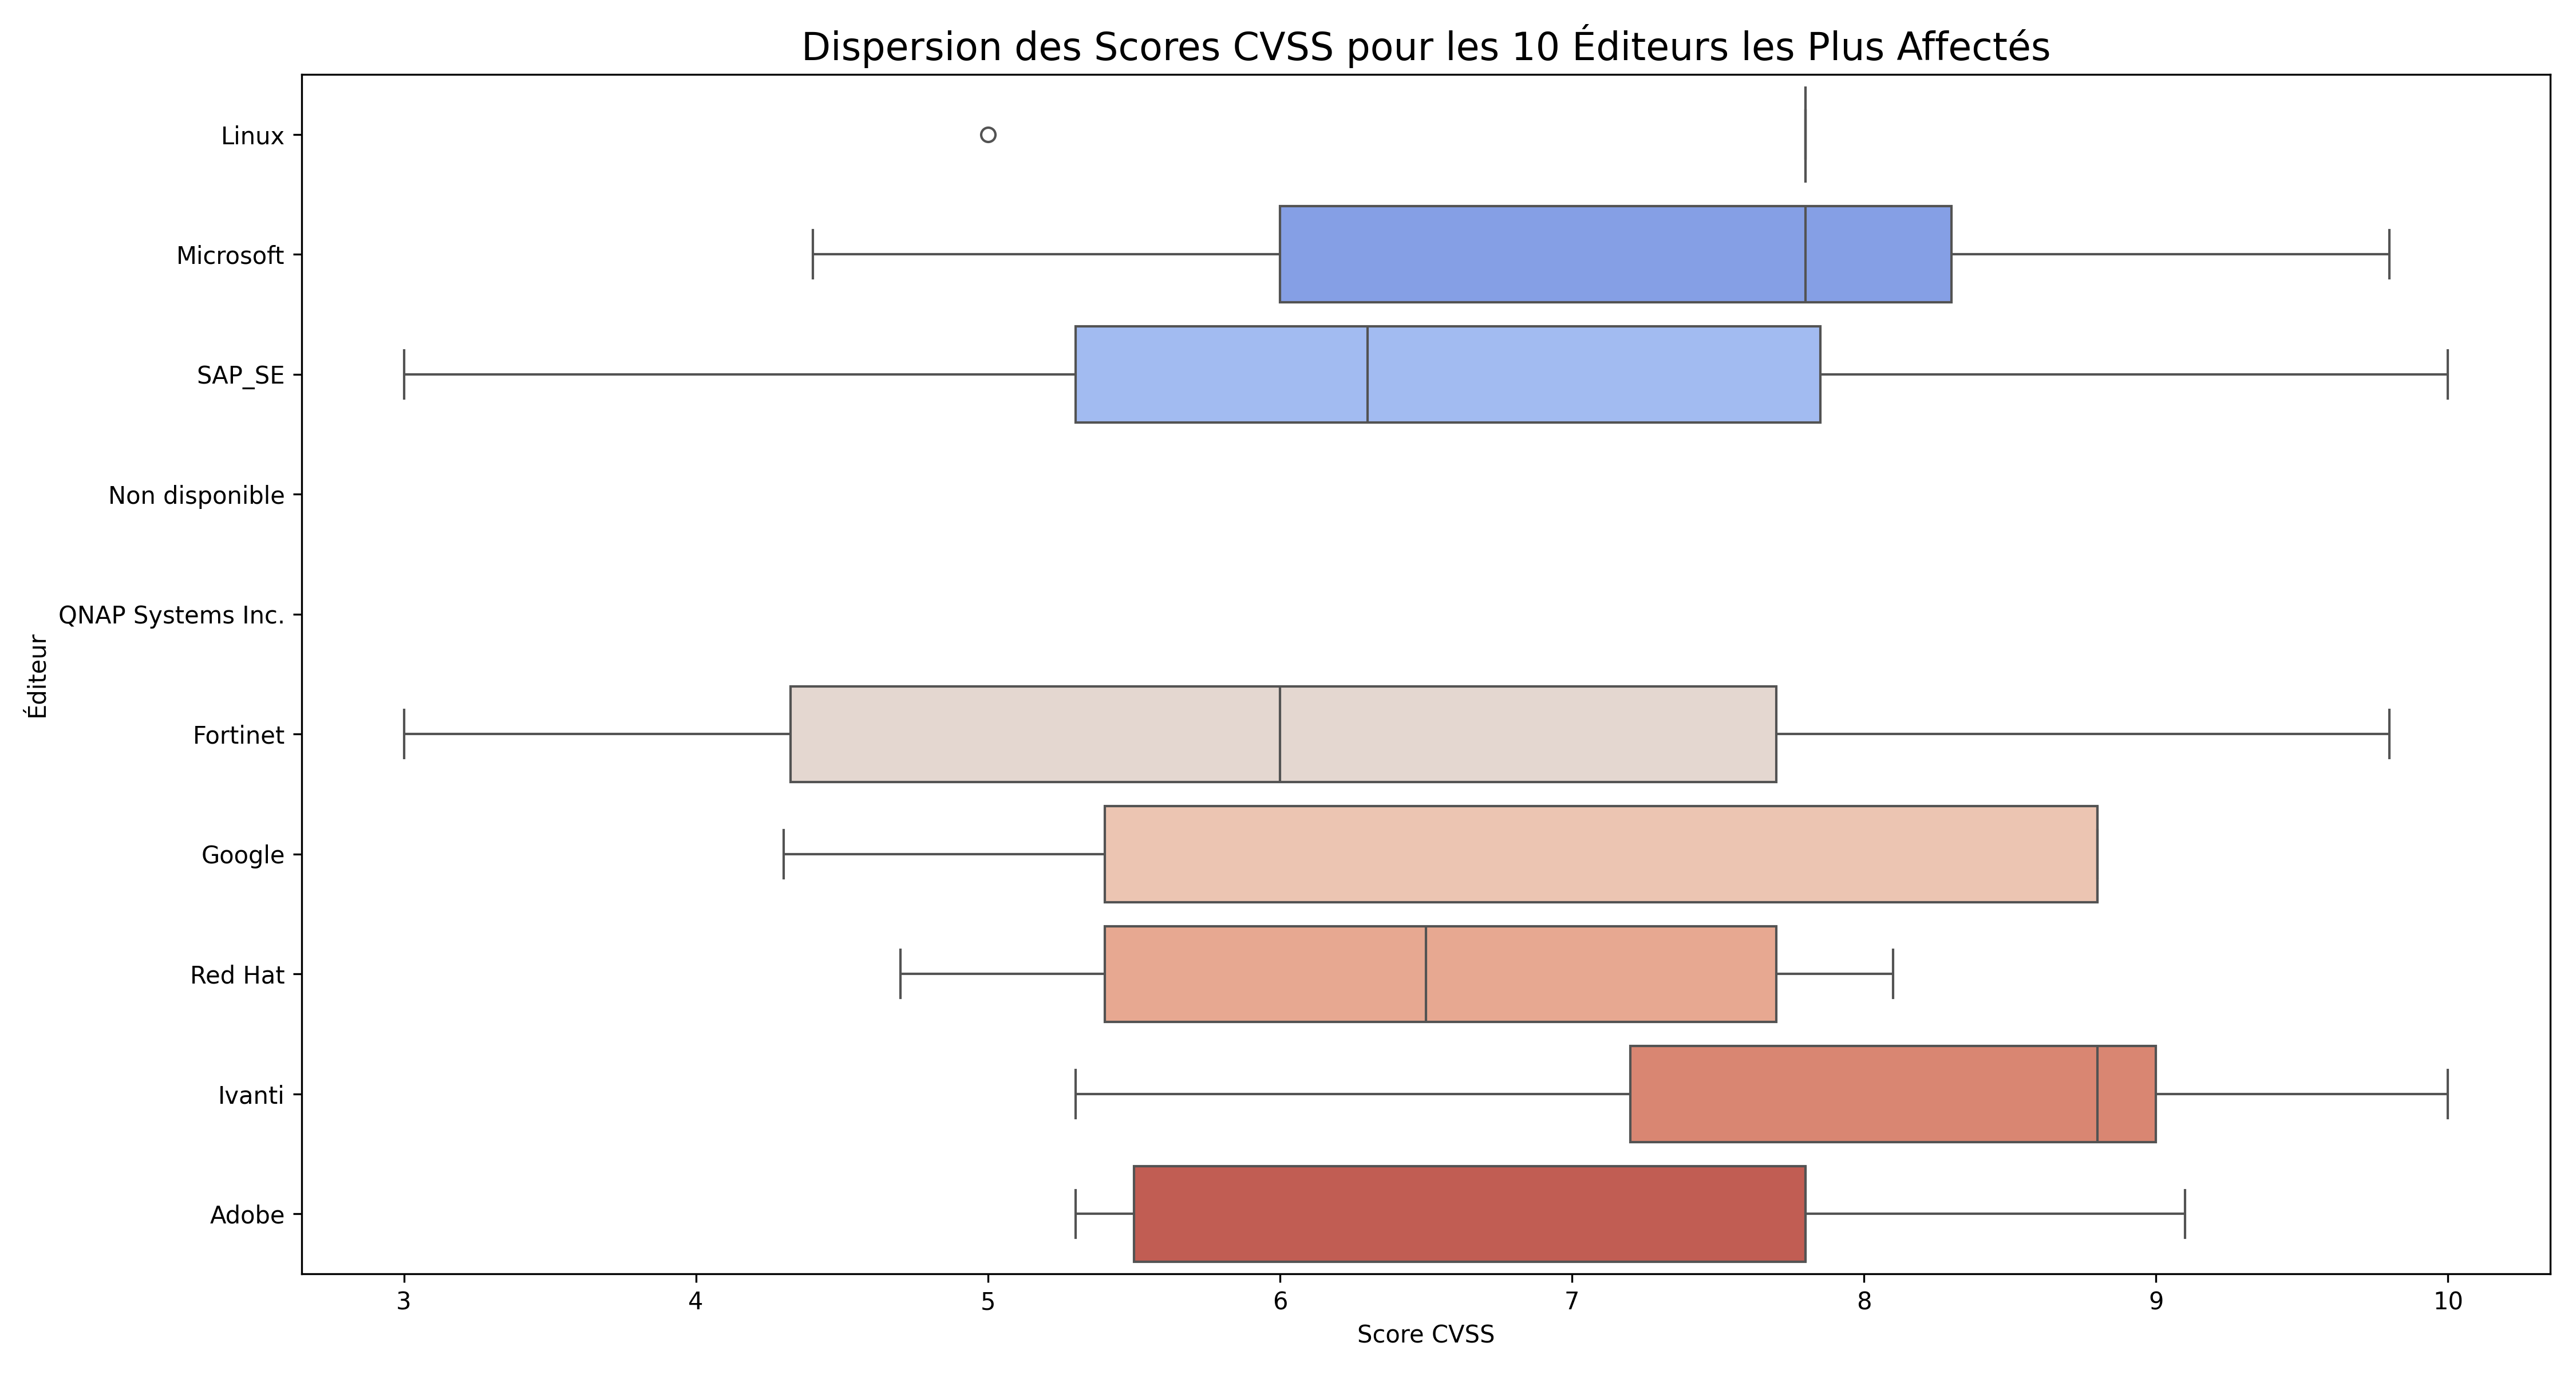 Dispersion des Scores CVSS pour les 10 Éditeurs les Plus Affectés
Éditeur
Linux
Microsoft
SAP_SE
Non disponible
QNAP Systems Inc.
Fortinet
Google
Red Hat
Ivanti
Adobe
3 4 5 6 7 8 9 10
Score CVSS